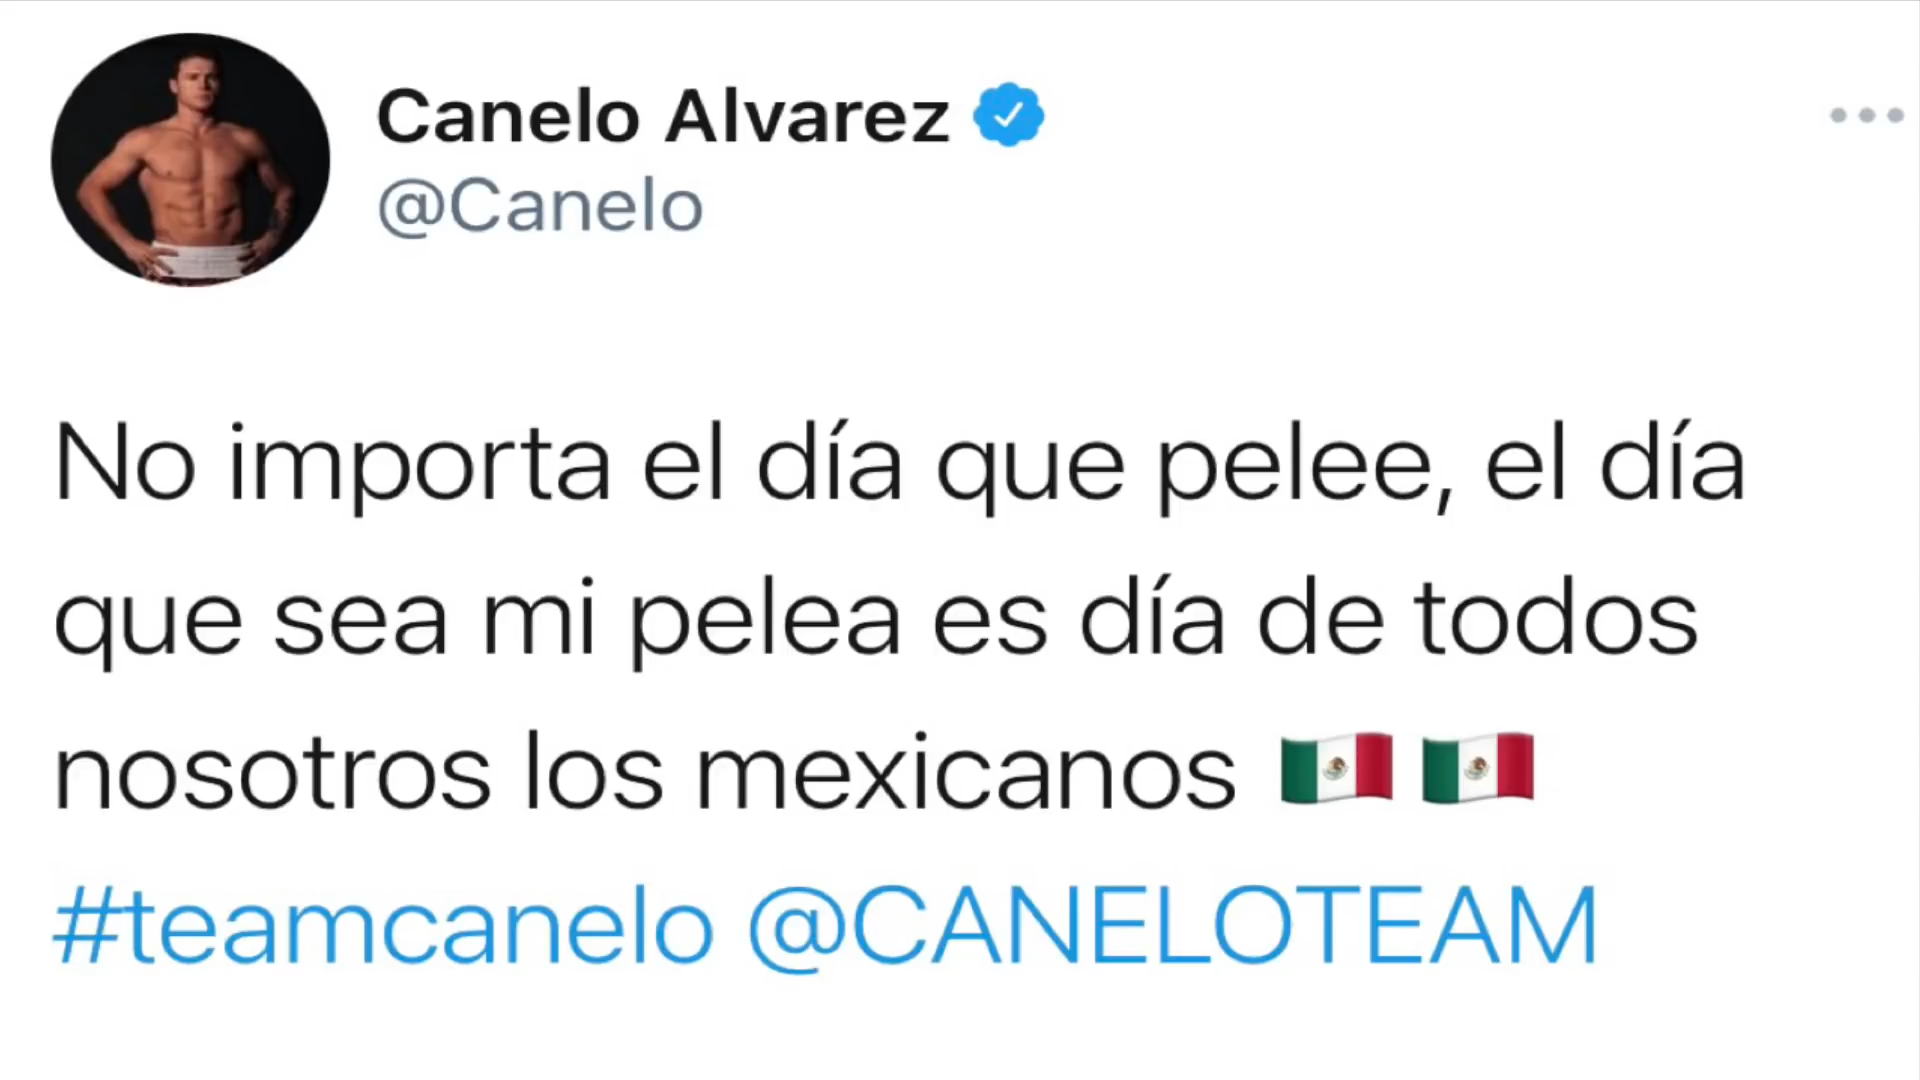 Canelo Alvarez
@Canelo
No importa el día que pelee, el día
que sea mi pelea es día de todos
nosotros los mexicanos 🇲🇽 🇲🇽
#teamcanelo @CANELOTEAM